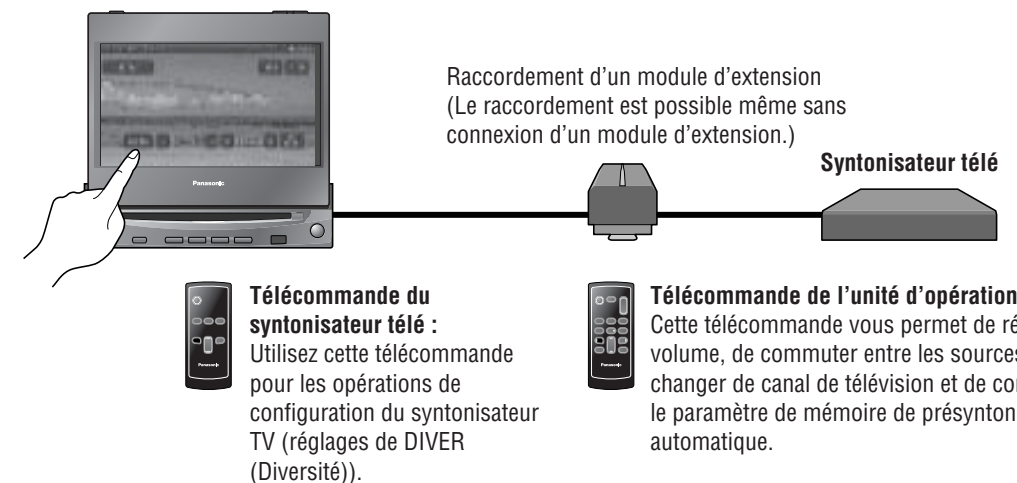 Raccordement d'un module d'extension
(Le raccordement est possible même sans
connexion d'un module d'extension.)
Syntonisateur télé
Panasonic
Télécommande du
syntonisateur télé :
Utilisez cette télécommande
pour les opérations de
configuration du syntonisateur
TV (réglages de DIVER
(Diversité)).
Panasonic
Télécommande de l'unité d'opération
Cette télécommande vous permet de
volume, de commuter entre les sources
changer de canal de télévision et de
le paramètre de mémoire de
automatique.
Panasonic